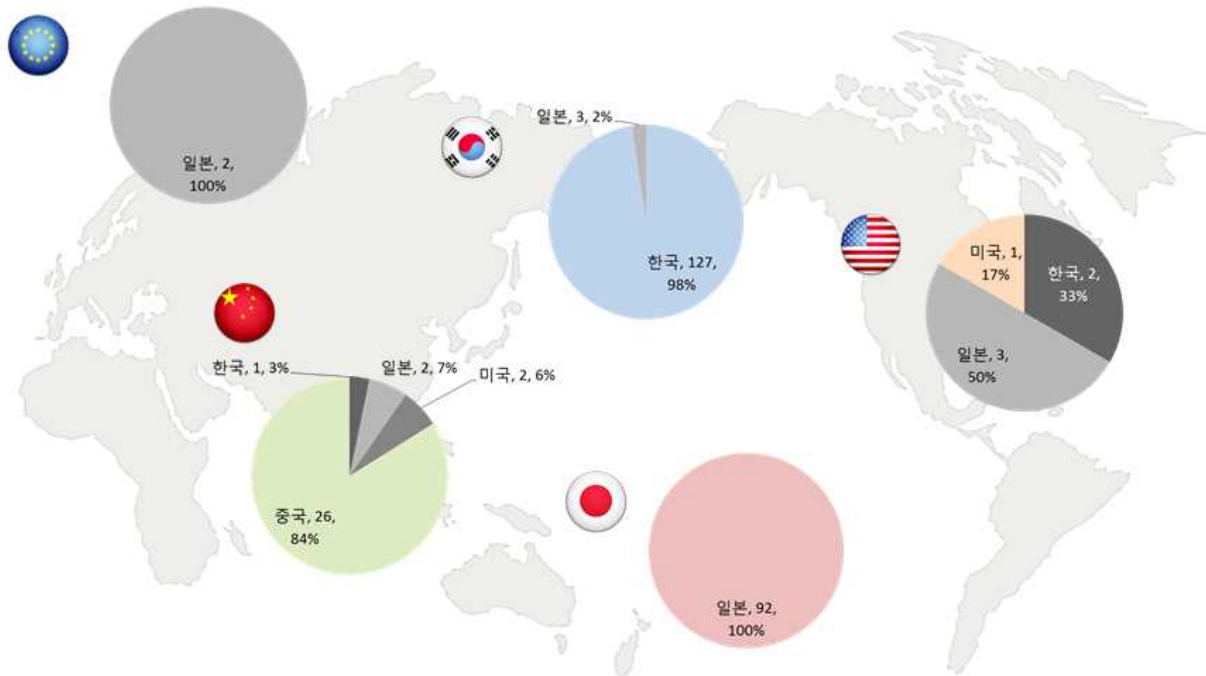 일본, 2,
100%
일본, 3, 2%
한국, 127,
98%
미국, 1,
17%
한국, 2,
33%
일본, 3,
50%
한국, 1, 3%
일본, 2, 7%
미국, 2, 6%
중국, 26,
84%
일본, 92,
100%